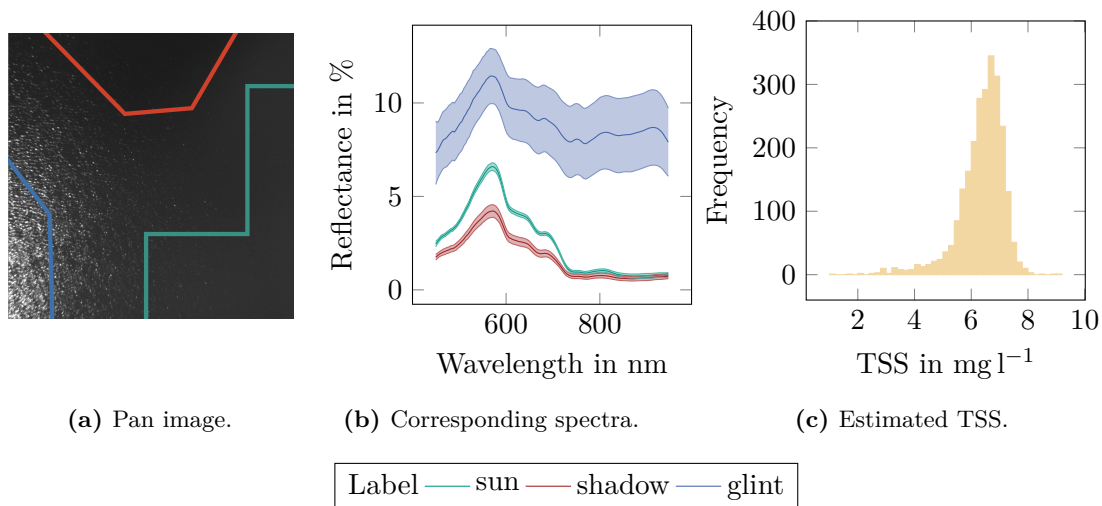 Reflectance in %
10
5
0
600
800
Wavelength in nm
Frequency
400
300
200
100
0
2
4
6
8
10
TSS in mg l⁻¹
(a) Pan image.
(b) Corresponding spectra.
(c) Estimated TSS.
Label sun shadow glint